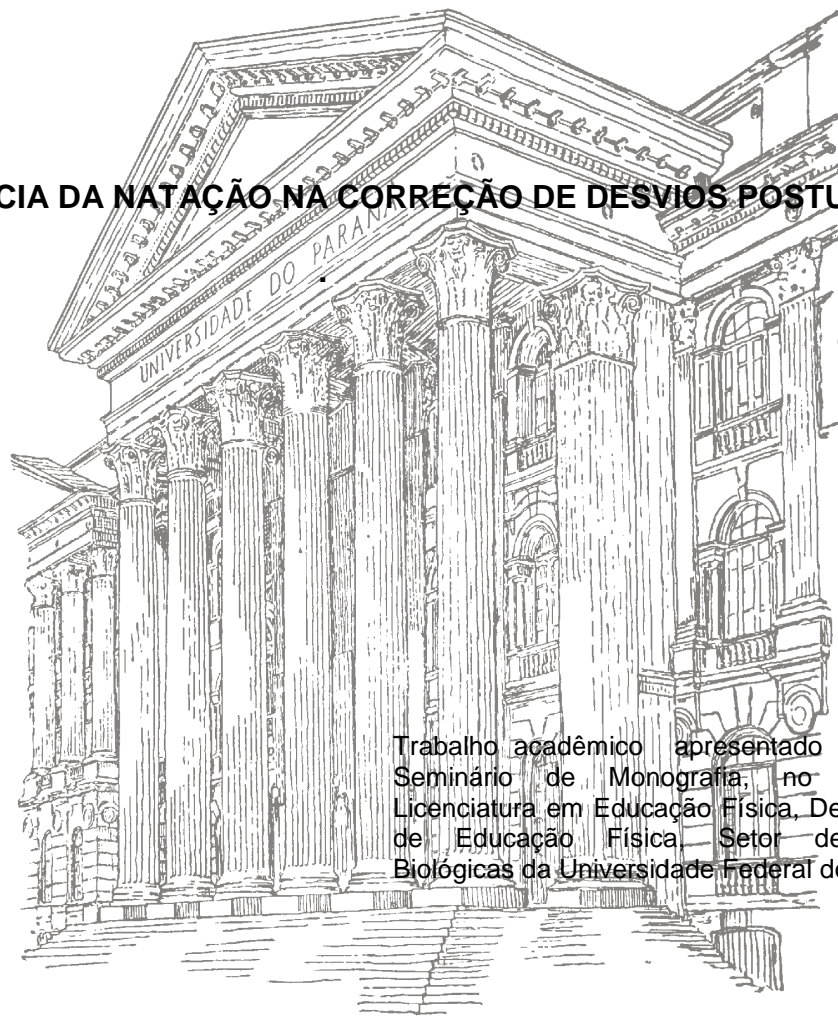 CIA DA NATAÇÃO NA CORREÇÃO DE DESVIOS POSTU
.
UNIVERSIDADE DO PARANÁ
Trabalho acadêmico apresentado
Seminário de Monografia, no
Licenciatura em Educação Física, De
de Educação Física, Setor de
Biológicas da Universidade Federal do